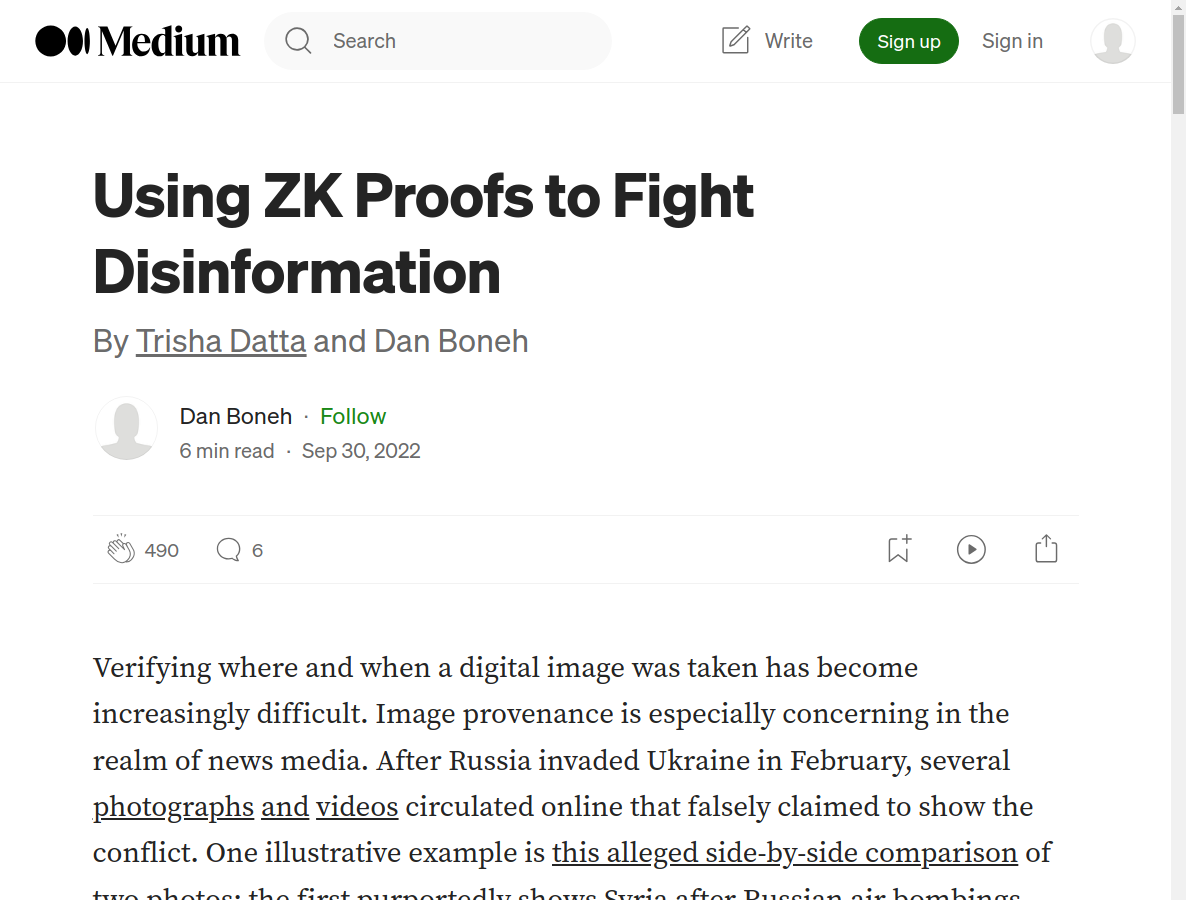 Medium
Search
Write
Sign up
Sign in
Using ZK Proofs to Fight
Disinformation
By Trisha Datta and Dan Boneh
Dan Boneh · Follow
6 min read · Sep 30, 2022
490
6
Verifying where and when a digital image was taken has become
increasingly difficult. Image provenance is especially concerning in the
realm of news media. After Russia invaded Ukraine in February, several
photographs and videos circulated online that falsely claimed to show the
conflict. One illustrative example is this alleged side-by-side comparison of
two photos: the first purportedly shows Syria after Russian air bombings